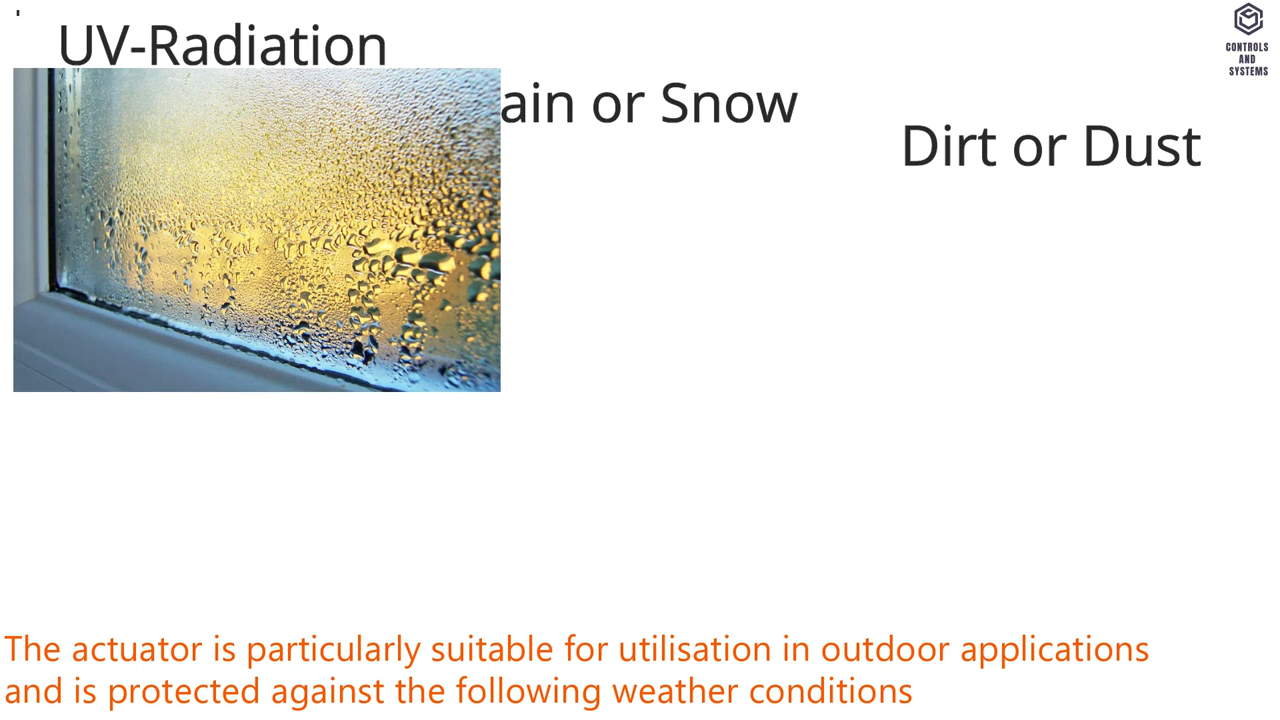 UV-Radiation
ain or Snow
Dirt or Dust
CONTROLS
AND
SYSTEMS
The actuator is particularly suitable for utilisation in outdoor applications
and is protected against the following weather conditions